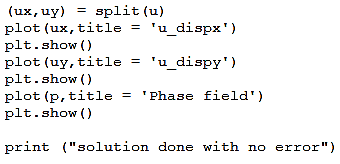 (ux,uy) = split(u)
plot(ux,title = 'u_dispx')
plt.show()
plot(uy,title = 'u_dispy')
plt.show()
plot(p,title = 'Phase field')
plt.show()
print ("solution done with no error")